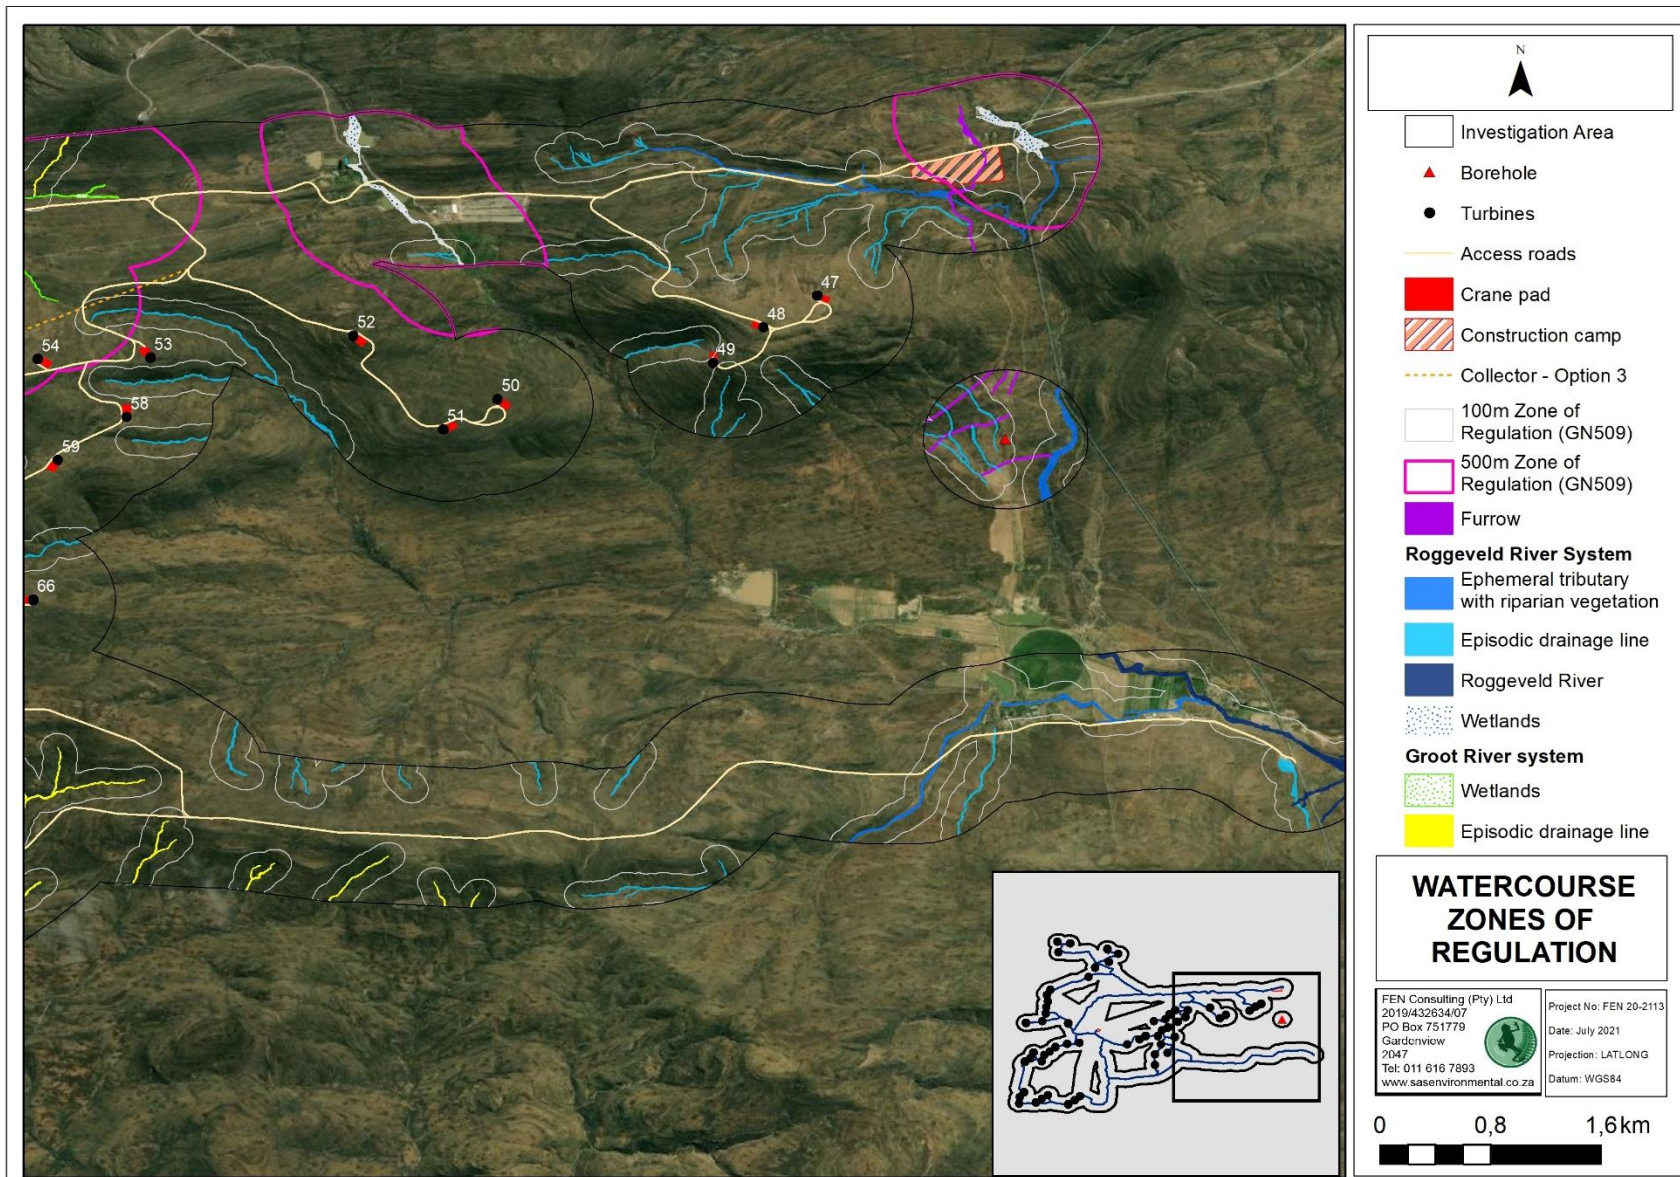 47
48
49
52
53
54
50
51
58
59
66
N
Investigation Area
Borehole
Turbines
Access roads
Crane pad
Construction camp
Collector - Option 3
100m Zone of
Regulation (GN509)
500m Zone of
Regulation (GN509)
Furrow
Roggeveld River System
Ephemeral tributary
with riparian vegetation
Episodic drainage line
Roggeveld River
Wetlands
Groot River system
Wetlands
Episodic drainage line
WATERCOURSE
ZONES OF
REGULATION
FEN Consulting (Pty) Ltd
2019/432634/07
PO Box 751779
Gardenview
2047
Tel: 011 616 7893
www.sasenvironmental.co.za
Project No: FEN 20-2113
Date: July 2021
Projection: LATLONG
Datum: WGS84
0 0,8 1,6 km